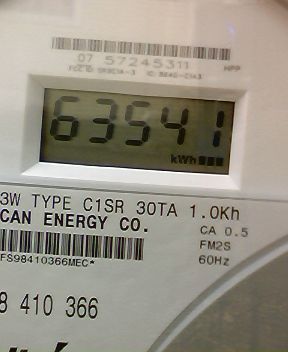 07 57245311
HPP
63541
kWh
3W TYPE C1SR 30TA 1.0Kh
CAN ENERGY CO.
CA 0.5
FM2S
60Hz
FS98410366MEC*
8 410 366